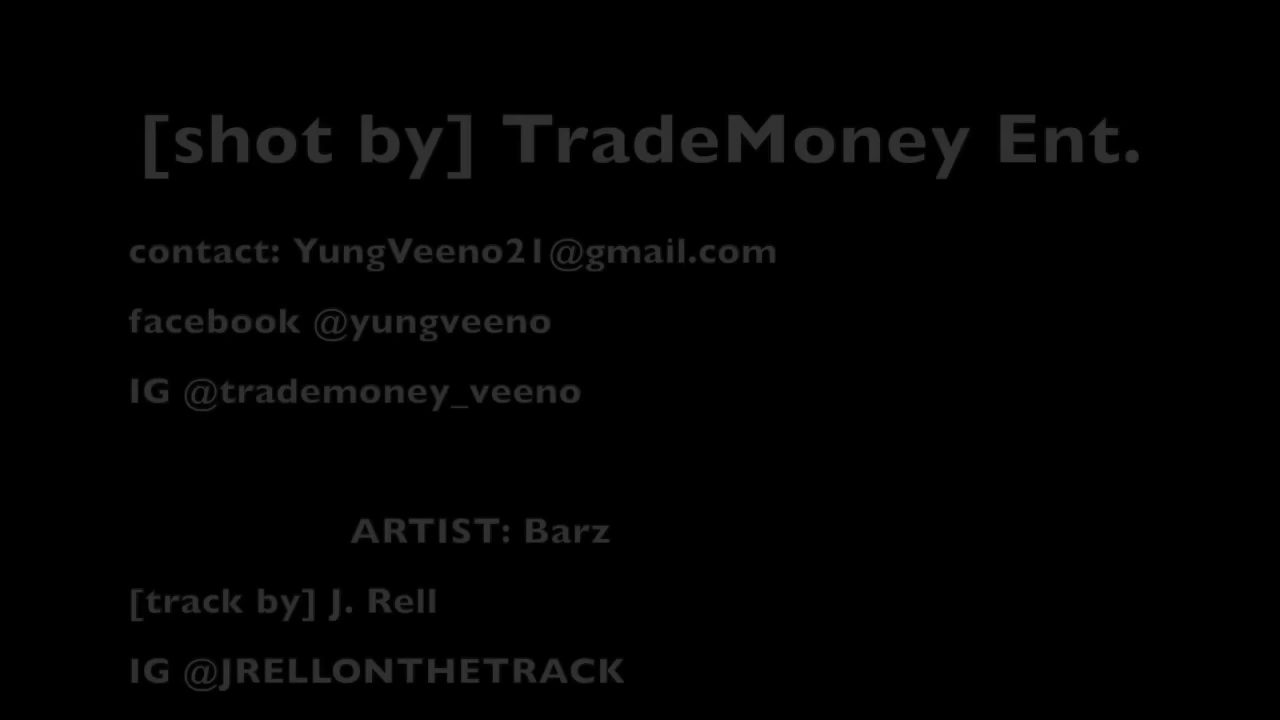 [shot by] TradeMoney Ent.
contact: YungVeeno21@gmail.com
facebook @yungveeno
IG @trademoney_veeno
ARTIST: Barz
[track by] J. Rell
IG @JRELLONTHETRACK